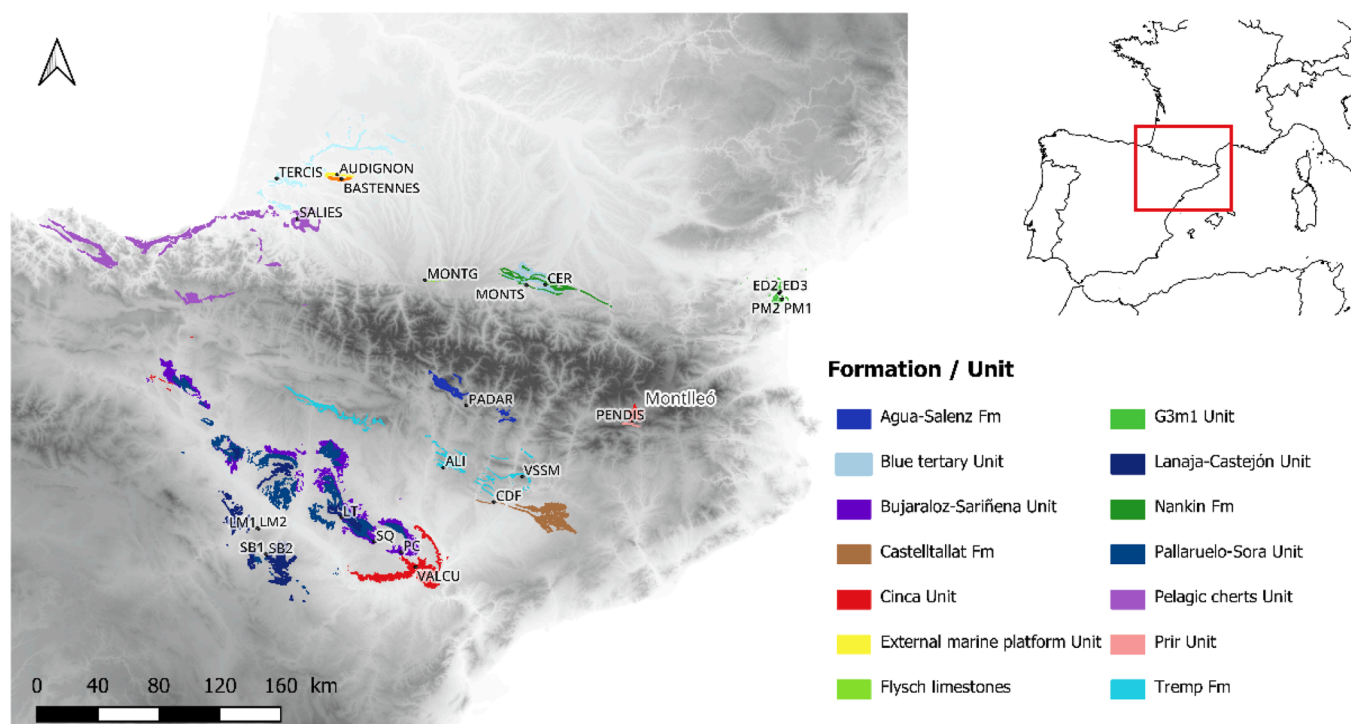 TERCIS
AUDIGNON
BASTENNES
SALIES
MONTG
CER
MONTS
ED2 ED3
PM2 PM1
PADAR
Montlleó
PENDIS
ALI
VSSM
CDF
LT
LM1 LM2
SQ
PC
SB1 SB2
VALCU
0 40 80 120 160 km
Formation / Unit
Agua-Salenz Fm
Blue tertary Unit
Bujaraloz-Sariñena Unit
Castelltallat Fm
Cinca Unit
External marine platform Unit
Flysch limestones
G3m1 Unit
Lanaja-Castejón Unit
Nankin Fm
Pallaruelo-Sora Unit
Pelagic cherts Unit
Prir Unit
Tremp Fm